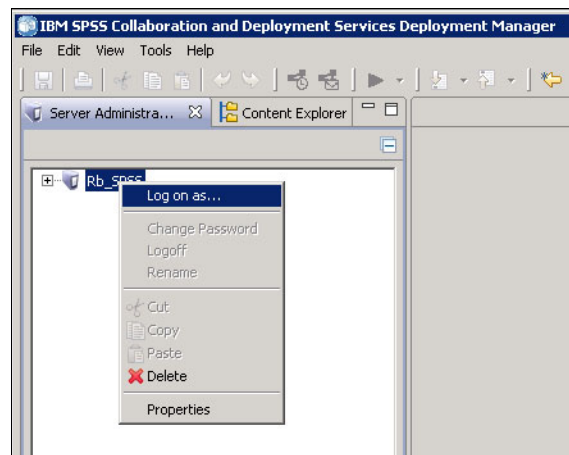 IBM SPSS Collaboration and Deployment Services Deployment Manager
File Edit View Tools Help
Server Administra... Content Explorer
Rb_SPSS
Log on as...
Change Password
Logoff
Rename
Cut
Copy
Paste
Delete
Properties